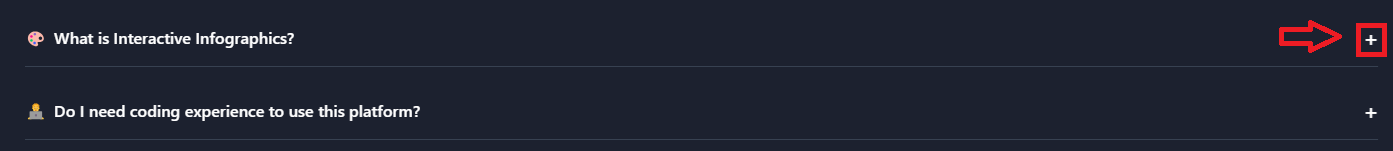 🎨 What is Interactive Infographics? +
🧑‍💻 Do I need coding experience to use this platform? +